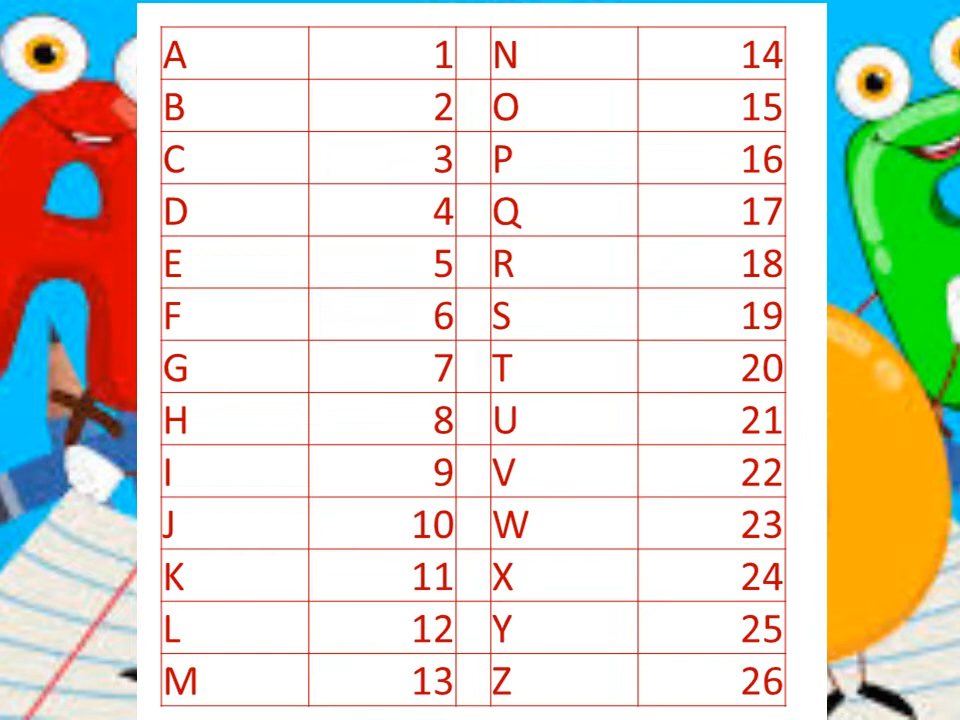 A 1 N 14
B 2 O 15
C 3 P 16
D 4 Q 17
E 5 R 18
F 6 S 19
G 7 T 20
H 8 U 21
I 9 V 22
J 10 W 23
K 11 X 24
L 12 Y 25
M 13 Z 26